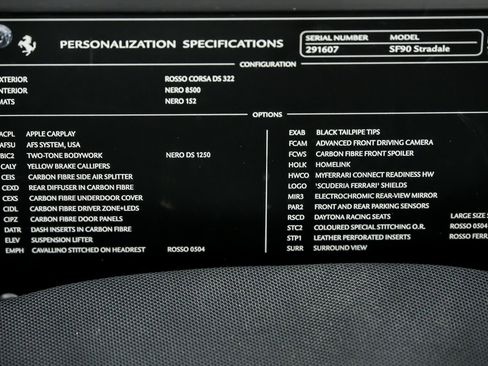 PERSONALIZATION SPECIFICATIONS
SERIAL NUMBER MODEL
291607 SF90 Stradale
CONFIGURATION
EXTERIOR ROSSO CORSA DS 322
INTERIOR NERO 8500
MATS NERO 152
OPTIONS
ACPL APPLE CARPLAY
AFSU AFS SYSTEM, USA
BIC2 TWO-TONE BODYWORK NERO DS 1250
CALY YELLOW BRAKE CALLIPERS
CEIS CARBON FIBRE SIDE AIR SPLITTER
CEXD REAR DIFFUSER IN CARBON FIBRE
CEXS CARBON FIBRE UNDERDOOR COVER
CIDL CARBON FIBRE DRIVER ZONE+LEDS
CIPZ CARBON FIBRE DOOR PANELS
DATR DASH INSERTS IN CARBON FIBRE
ELEV SUSPENSION LIFTER
EMPH CAVALLINO STITCHED ON HEADREST ROSSO 0504
EXAB BLACK TAILPIPE TIPS
FCAM ADVANCED FRONT DRIVING CAMERA
FCWS CARBON FIBRE FRONT SPOILER
HOLK HOMELINK
HWCO MYFERRARI CONNECT READY HW
LOGO 'SCUDERIA FERRARI' SHIELDS
MIR3 ELECTROCHROMIC REAR-VIEW MIRROR
PAR2 FRONT AND REAR PARKING SENSORS
RSCD DAYTONA RACING SEATS LARGE SIZE
STC2 COLOURED SPECIAL STITCHING O.R. ROSSO 0504
STP1 LEATHER PERFORATED INSERTS ROSSO FERR
SURR SURROUND VIEW